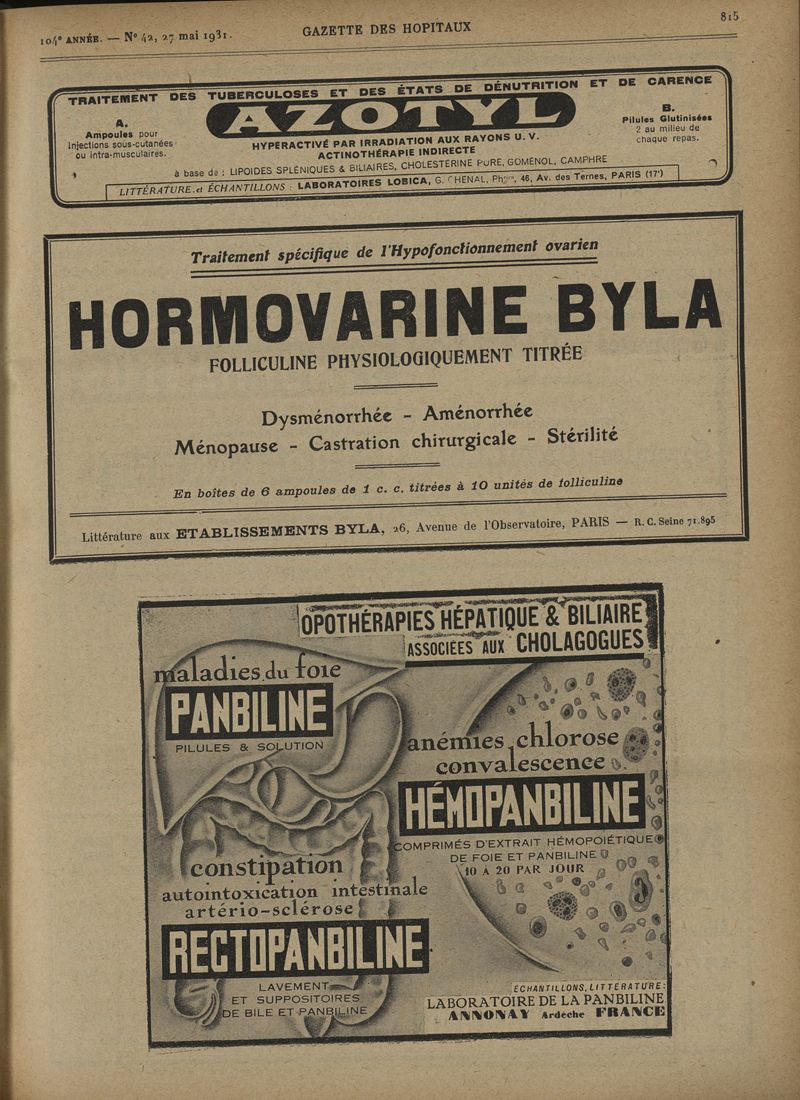 104e ANNÉE. — No 42, 27 mai 1931.
GAZETTE DES HOPITAUX
815
TRAITEMENT DES TUBERCULOSES ET DES ÉTATS DE DÉNUTRITION ET DE CARENCE
AZOTYL
A.
Ampoules pour
injections sous-cutanées
ou intra-musculaires.
HYPERACTIVÉ PAR IRRADIATION AUX RAYONS U. V.
ACTINOTHÉRAPIE INDIRECTE
B.
Pilules Glutinisées
2 au milieu de
chaque repas.
à base de : LIPOIDES SPLÉNIQUES & BILIAIRES, CHOLESTÉRINE PURE, GOMÉNOL, CAMPHRE
LITTÉRATURE et ÉCHANTILLONS : LABORATOIRES LOBICA, G. CHENAL, Phcien, 46, Av. des Ternes, PARIS (17e)
Traitement spécifique de l'Hypofonctionnement ovarien
HORMOVARINE BYLA
FOLLICULINE PHYSIOLOGIQUEMENT TITRÉE
Dysménorrhée - Aménorrhée
Ménopause - Castration chirurgicale - Stérilité
En boîtes de 6 ampoules de 1 c. c. titrées à 10 unités de folliculine
Littérature aux ETABLISSEMENTS BYLA, 26, Avenue de l'Observatoire, PARIS — R. C. Seine 71.895
OPOTHÉRAPIES HÉPATIQUE & BILIAIRE
ASSOCIÉES AUX CHOLAGOGUES
maladies du foie
PANBILINE
PILULES & SOLUTION
anémies chlorose
convalescence
HÉMOPANBILINE
COMPRIMÉS D'EXTRAIT HÉMOPOIÉTIQUE
DE FOIE ET PANBILINE
10 A 20 PAR JOUR
constipation
autointoxication intestinale
artério-sclérose
RECTOPANBILINE
LAVEMENT
ET SUPPOSITOIRES
DE BILE ET PANBILINE
ÉCHANTILLONS, LITTÉRATURE :
LABORATOIRE DE LA PANBILINE
ANNONAY Ardèche FRANCE